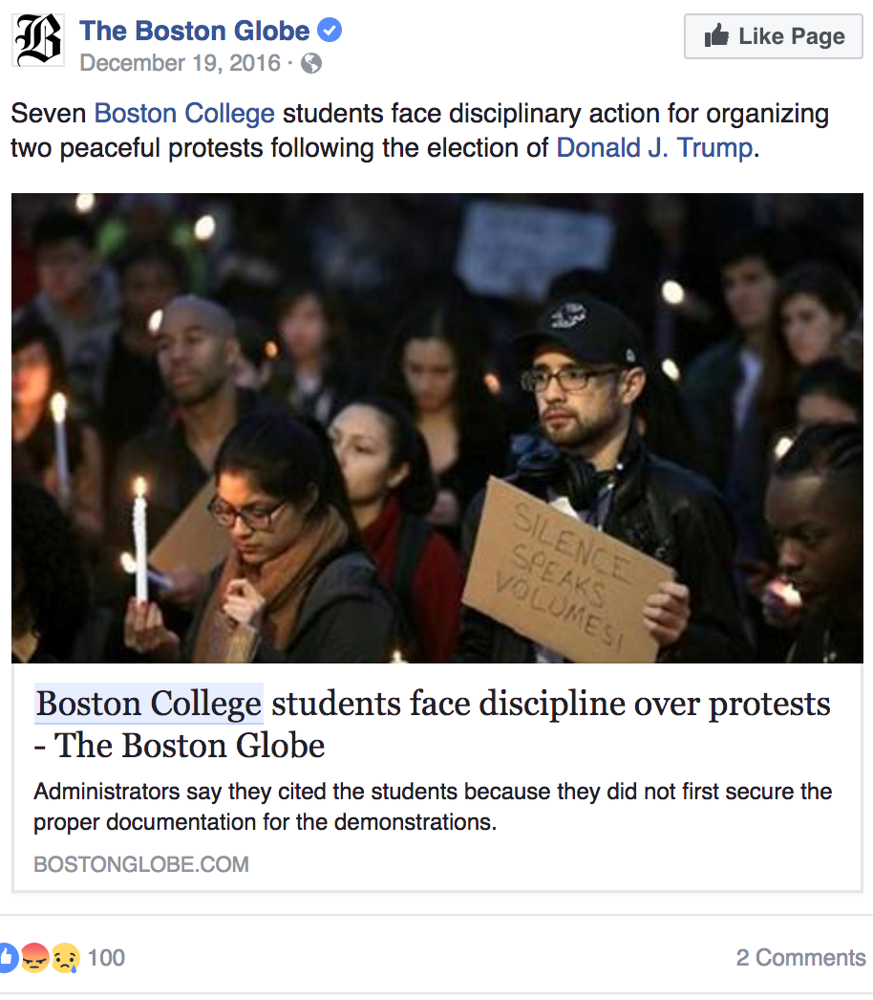 The Boston Globe
Like Page
December 19, 2016 ·
Seven Boston College students face disciplinary action for organizing
two peaceful protests following the election of Donald J. Trump.
SILENCE
SPEAKS
VOLUMES!
Boston College students face discipline over protests
- The Boston Globe
Administrators say they cited the students because they did not first secure the
proper documentation for the demonstrations.
BOSTONGLOBE.COM
100
2 Comments